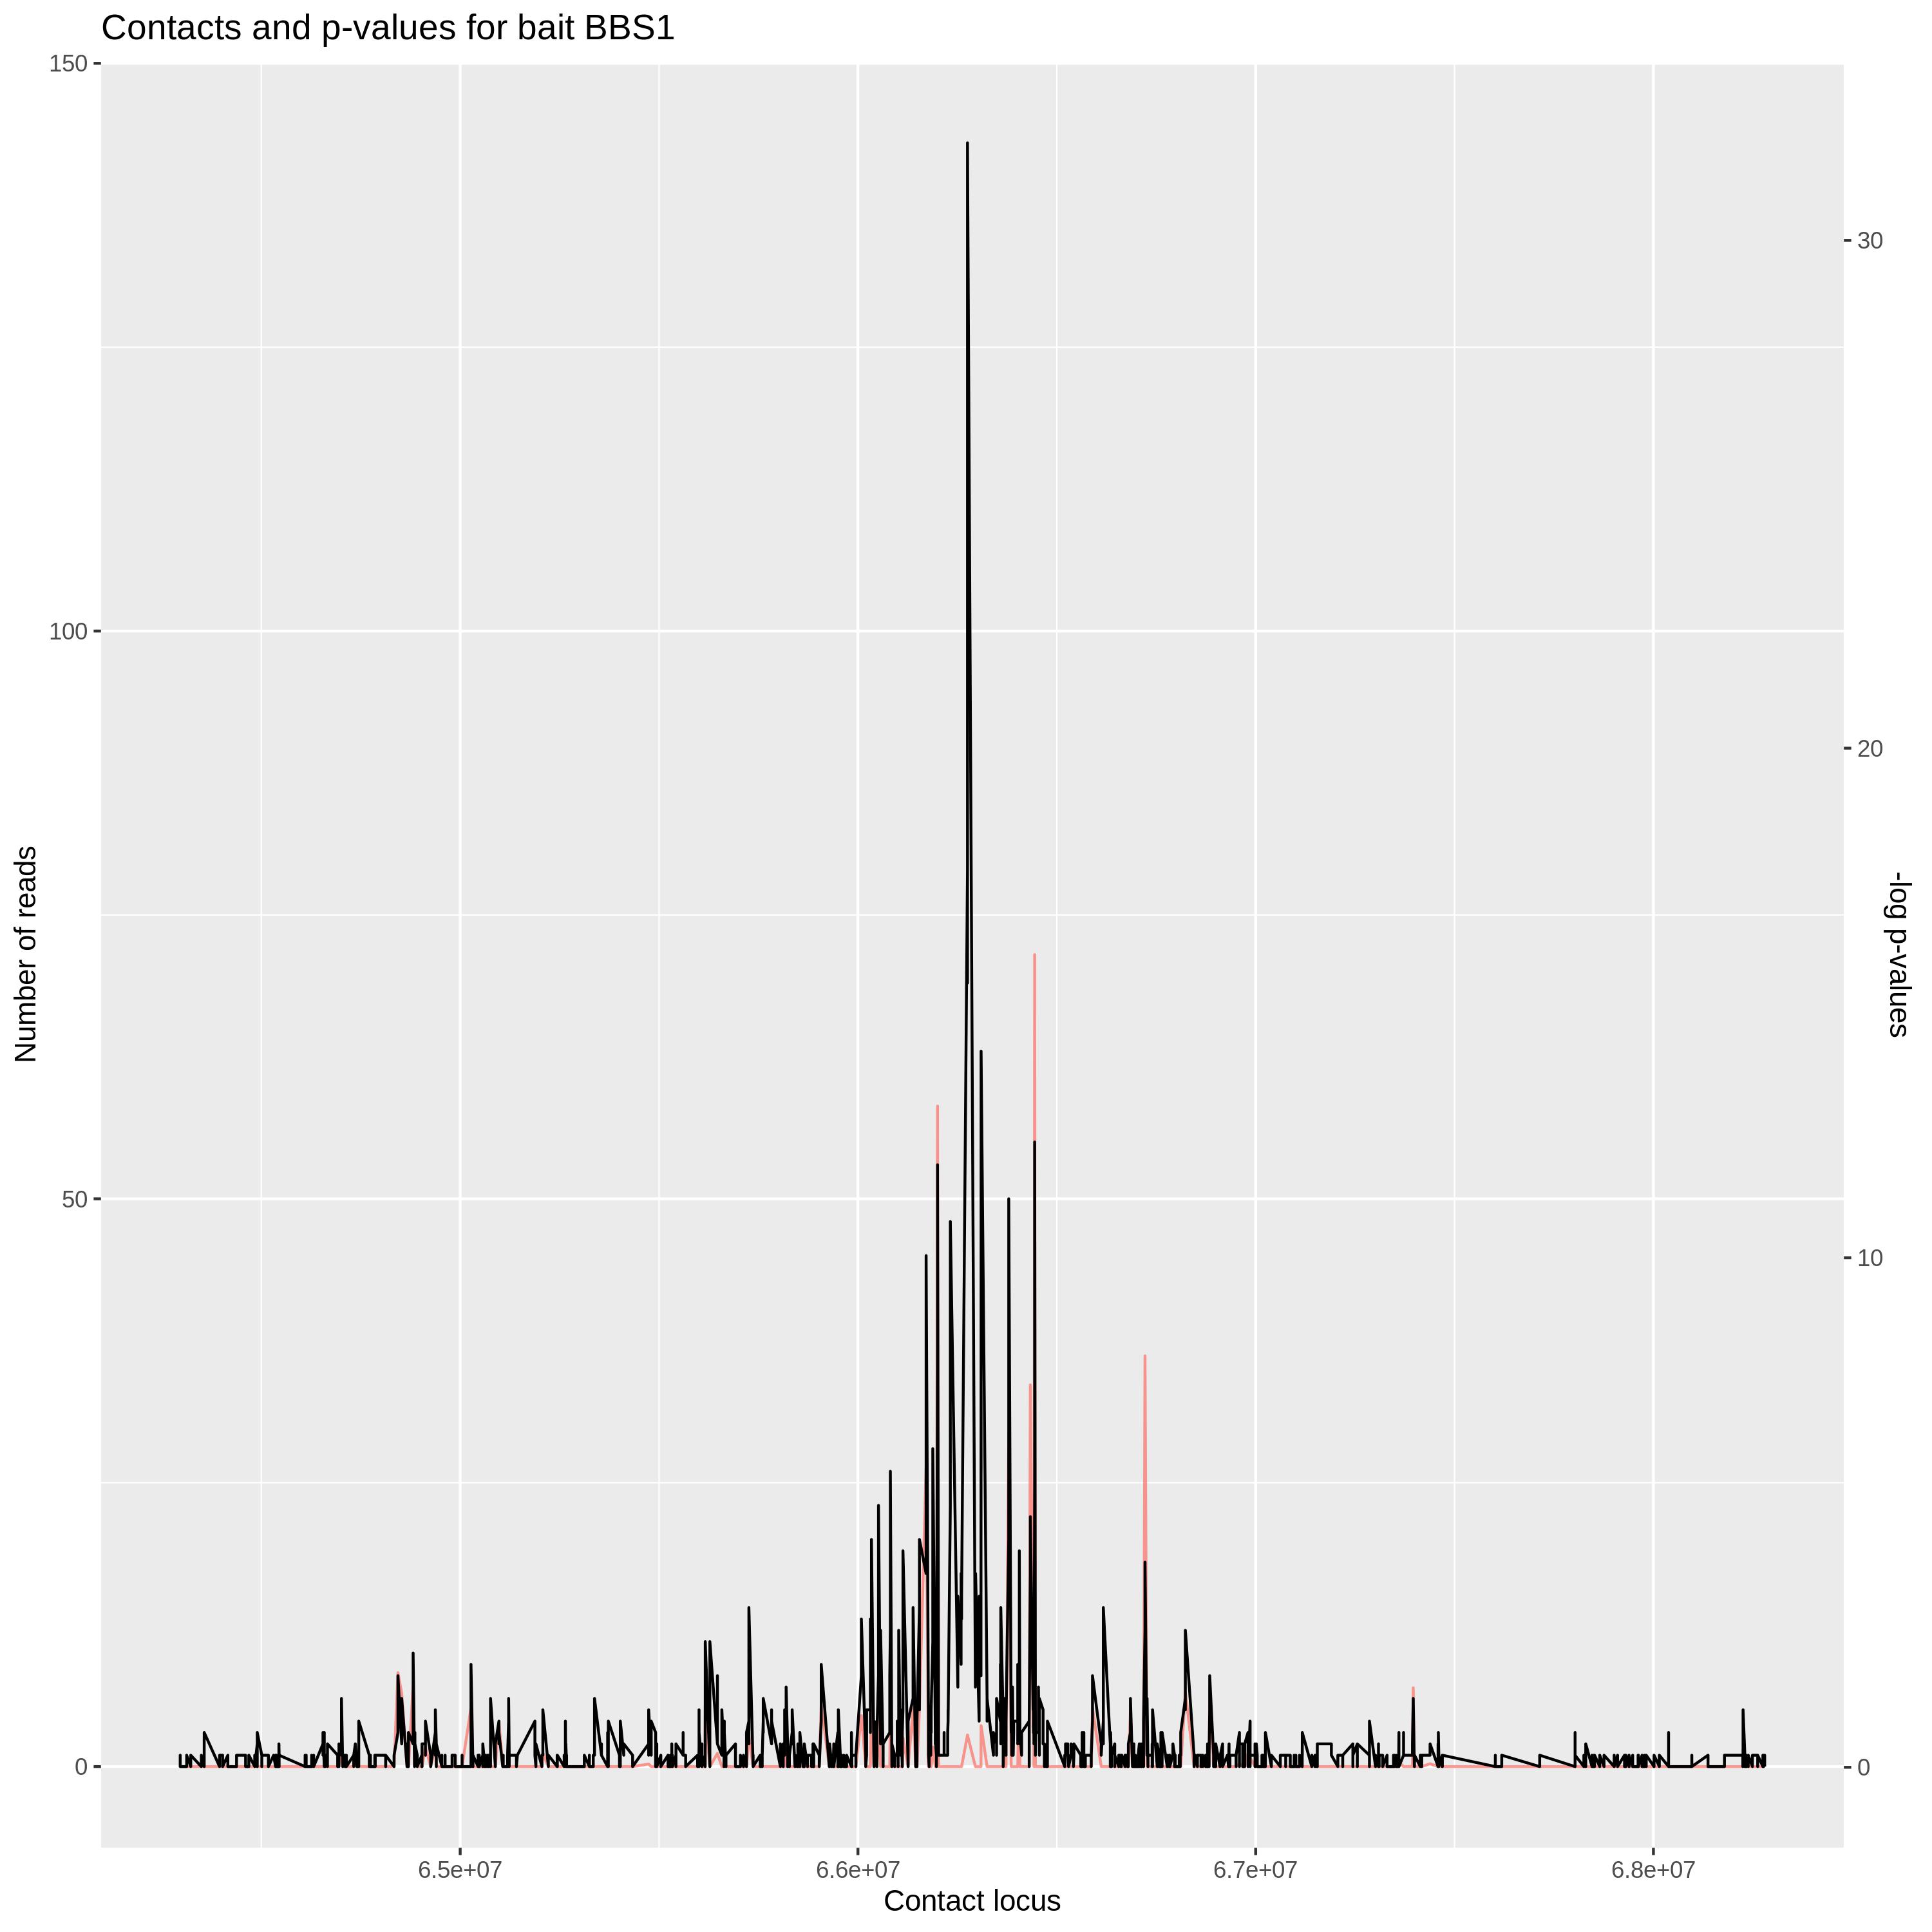 Contacts and p-values for bait BBS1
150
100
50
0
Number of reads
30
20
10
0
-log p-values
6.5e+07
6.6e+07
6.7e+07
6.8e+07
Contact locus